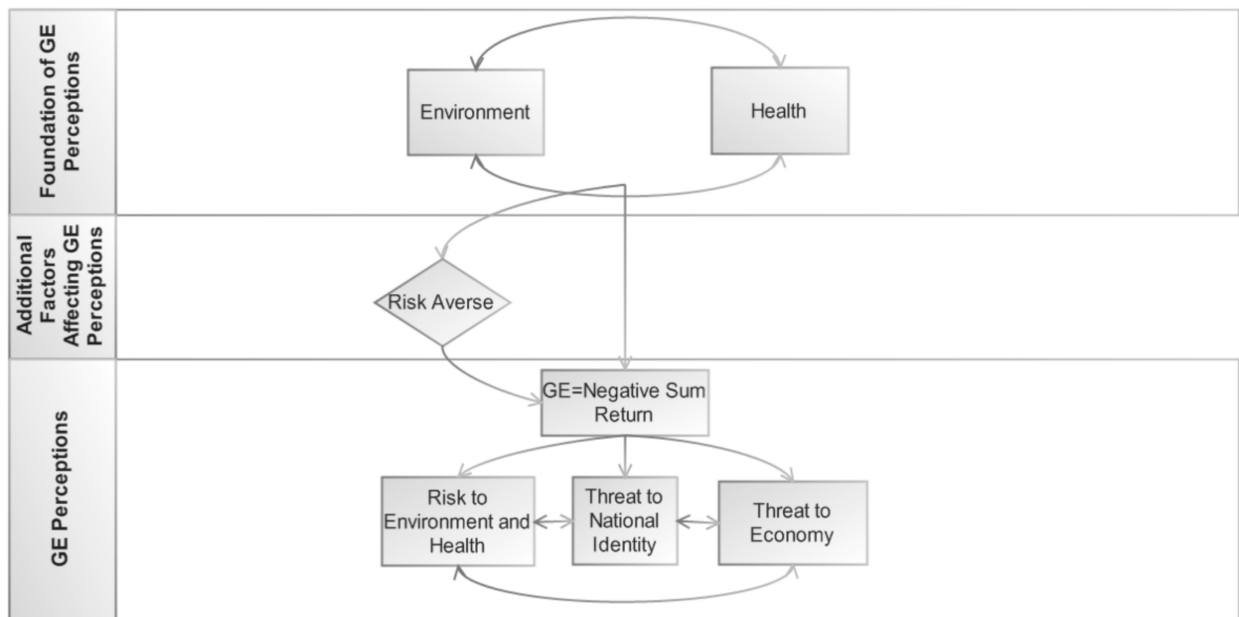 Foundation of GE
Perceptions
Environment
Health
Additional
Factors
Affecting GE
Perceptions
Risk Averse
GE Perceptions
GE=Negative Sum
Return
Risk to
Environment and
Health
Threat to
National
Identity
Threat to
Economy